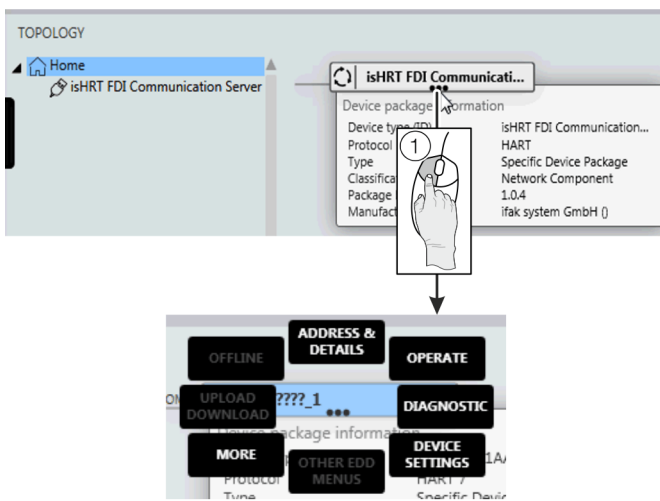 TOPOLOGY
Home
isHRT FDI Communication Server
isHRT FDI Communicati...
Device package information
Device type (ID) isHRT FDI Communication...
Protocol HART
Type Specific Device Package
Classifica Network Component
Package 1.0.4
Manufact ifak system GmbH ()
1
ADDRESS &
DETAILS
OFFLINE
OPERATE
UPLOAD
DOWNLOAD
????_1
DIAGNOSTIC
Device package informat
MORE
OTHER EDD
MENUS
DEVICE
SETTINGS
1A
Protocol HART 7
Type Specific Devic